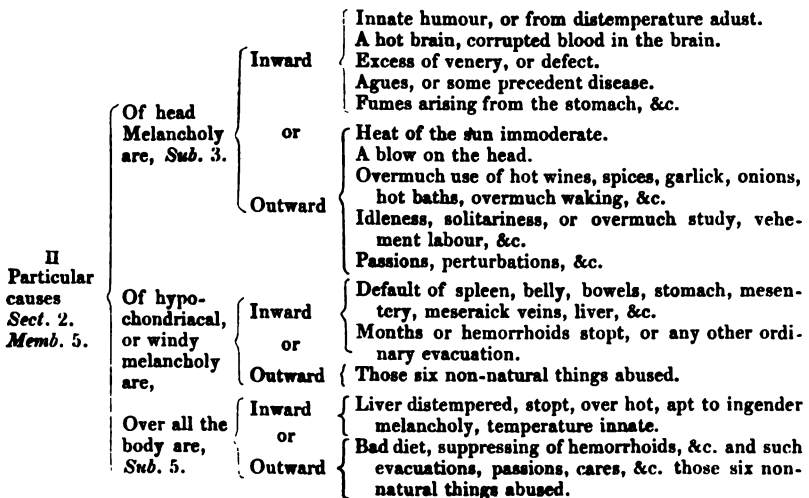 Innate humour, or from distemperature adust.
A hot brain, corrupted blood in the brain.
Inward
Excess of venery, or defect.
Agues, or some precedent disease.
Fumes arising from the stomach, &c.
Of head
Melancholy
are, Sub. 3.
or
Heat of the sun immoderate.
A blow on the head.
Overmuch use of hot wines, spices, garlick, onions,
hot baths, overmuch waking, &c.
Outward
Idleness, solitariness, or overmuch study, vehe-
ment labour, &c.
Passions, perturbations, &c.
II
Particular
causes
Sect. 2.
Memb. 5.
Of hypo-
chondriacal,
or windy
melancholy
are,
Inward
Default of spleen, belly, bowels, stomach, mesen-
tery, meseraick veins, liver, &c.
Months or hemorrhoids stopt, or any other ordi-
nary evacuation.
or
Outward
Those six non-natural things abused.
Over all the
body are,
Sub. 5.
Inward
Liver distempered, stopt, over hot, apt to ingender
melancholy, temperature innate.
or
Outward
Bad diet, suppressing of hemorrhoids, &c. and such
evacuations, passions, cares, &c. those six non-
natural things abused.